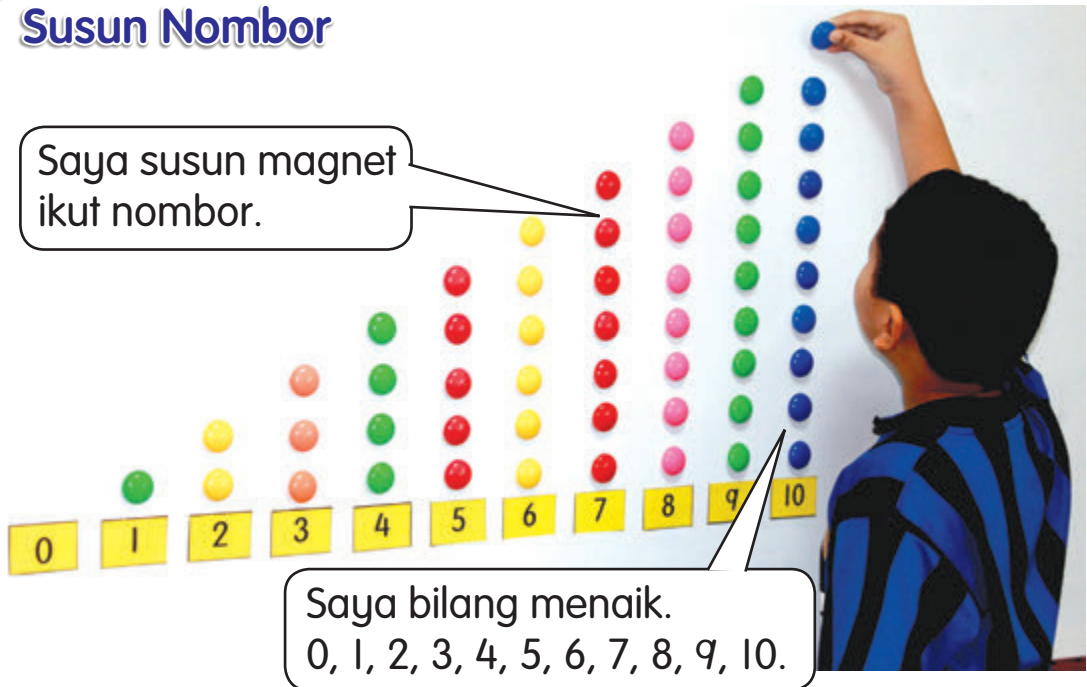 Susun Nombor
Saya susun magnet
ikut nombor.
0 1 2 3 4 5 6 7 8 9 10
Saya bilang menaik.
0, 1, 2, 3, 4, 5, 6, 7, 8, 9, 10.